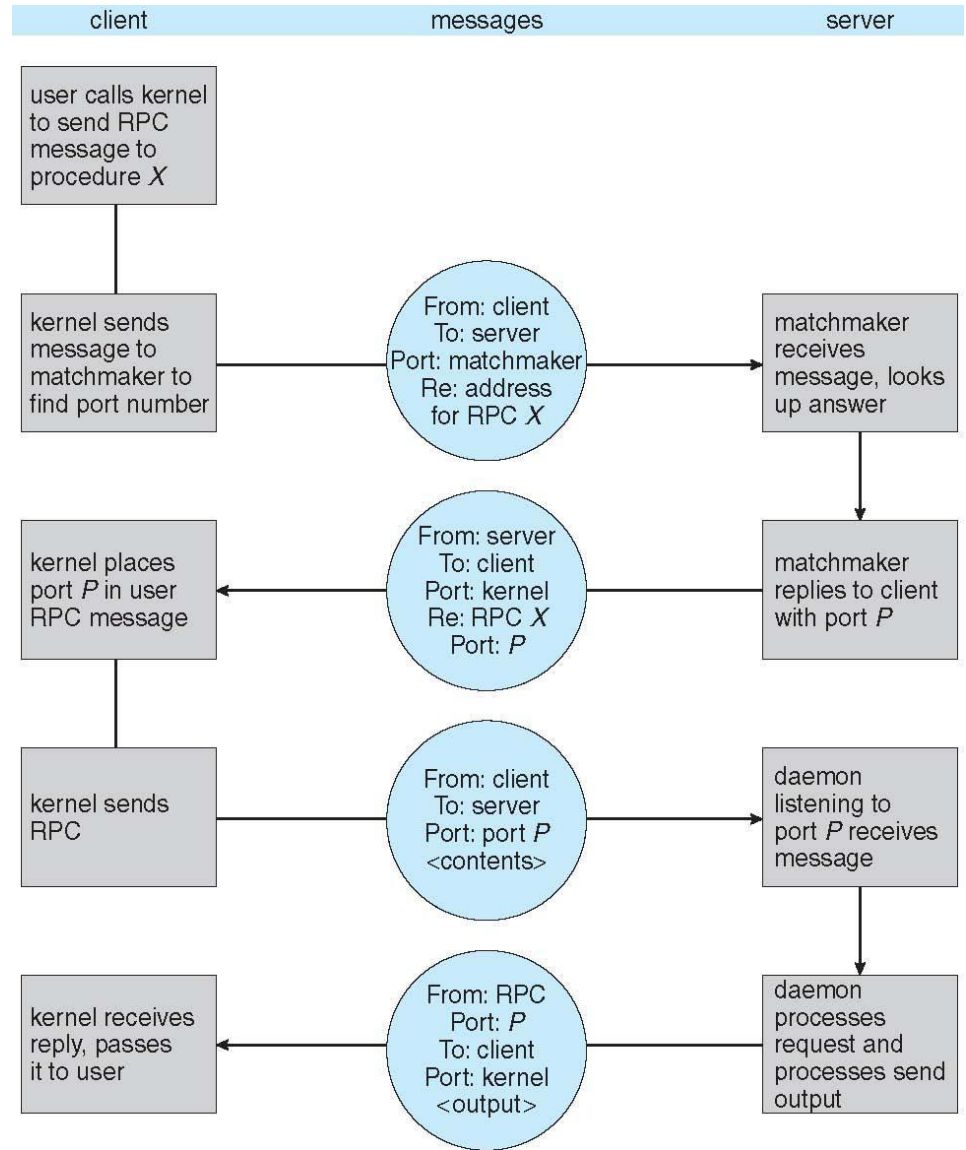 client
messages
server
user calls kernel
to send RPC
message to
procedure X
kernel sends
message to
matchmaker to
find port number
From: client
To: server
Port: matchmaker
Re: address
for RPC X
matchmaker
receives
message, looks
up answer
kernel places
port P in user
RPC message
From: server
To: client
Port: kernel
Re: RPC X
Port: P
matchmaker
replies to client
with port P
kernel sends
RPC
From: client
To: server
Port: port P
<contents>
daemon
listening to
port P receives
message
kernel receives
reply, passes
it to user
From: RPC
Port: P
To: client
Port: kernel
<output>
daemon
processes
request and
processes send
output